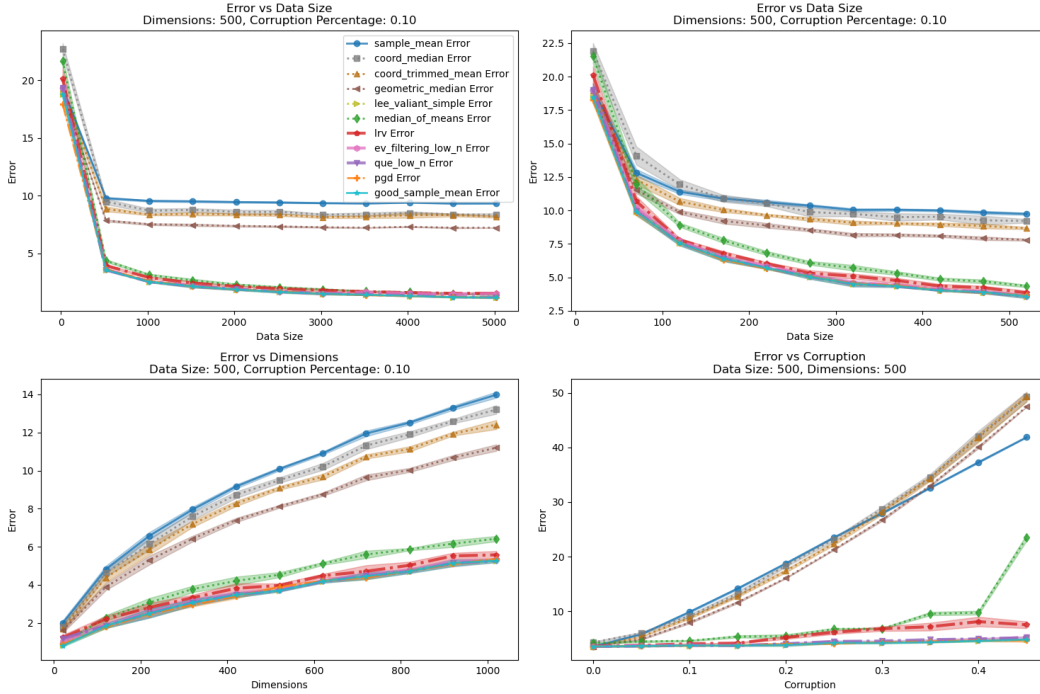 Error vs Data Size
Dimensions: 500, Corruption Percentage: 0.10
Error
20
15
10
5
0
1000
2000
3000
4000
5000
Data Size
sample_mean Error
coord_median Error
coord_trimmed_mean Error
geometric_median Error
lee_valiant_simple Error
median_of_means Error
lrv Error
ev_filtering_low_n Error
que_low_n Error
pgd Error
good_sample_mean Error
Error vs Data Size
Dimensions: 500, Corruption Percentage: 0.10
Error
22.5
20.0
17.5
15.0
12.5
10.0
7.5
5.0
2.5
0
100
200
300
400
500
Data Size
Error vs Dimensions
Data Size: 500, Corruption Percentage: 0.10
Error
14
12
10
8
6
4
2
0
200
400
600
800
1000
Dimensions
Error vs Corruption
Data Size: 500, Dimensions: 500
Error
50
40
30
20
10
0.0
0.1
0.2
0.3
0.4
Corruption